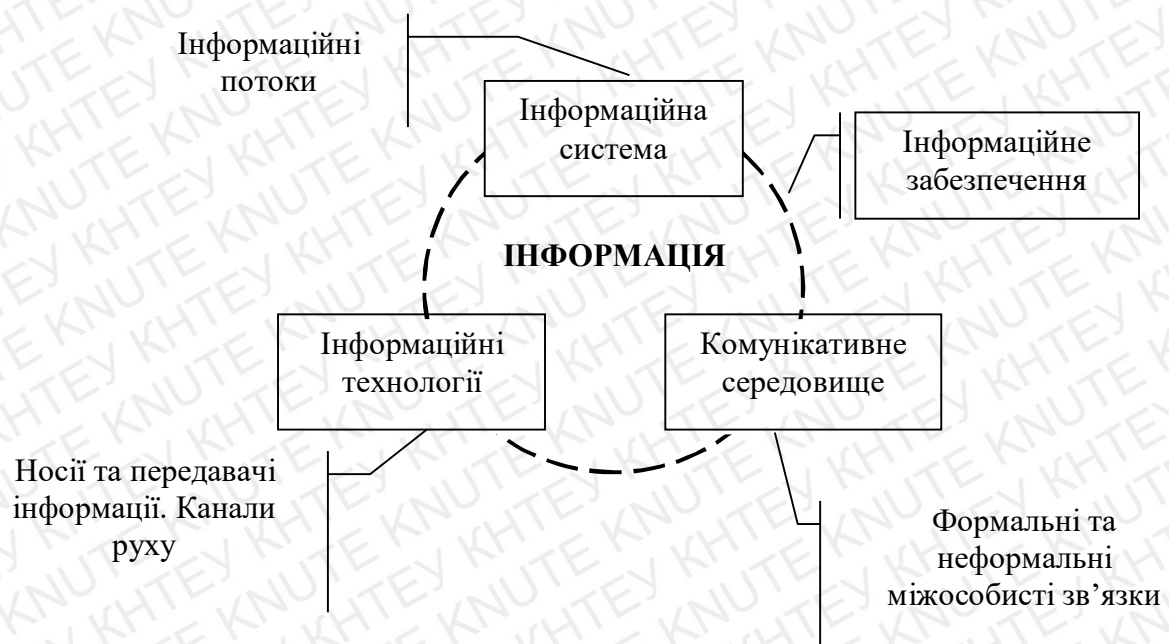 Інформаційні
потоки
Інформаційна
система
Інформаційне
забезпечення
ІНФОРМАЦІЯ
Інформаційні
технології
Комунікативне
середовище
Носії та передавачі
інформації. Канали
руху
Формальні та
неформальні
міжособисті зв’язки